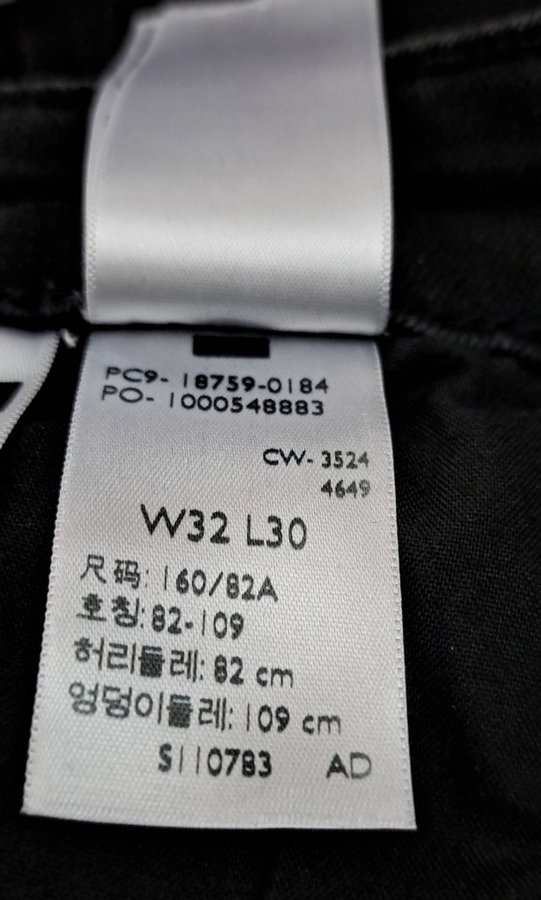 PC9- 18759-0184
PO- 1000548883
CW- 3524
4649
W32 L30
尺码: 160/82A
호칭: 82-109
허리둘레: 82 cm
엉덩이둘레: 109 cm
S110783 AD